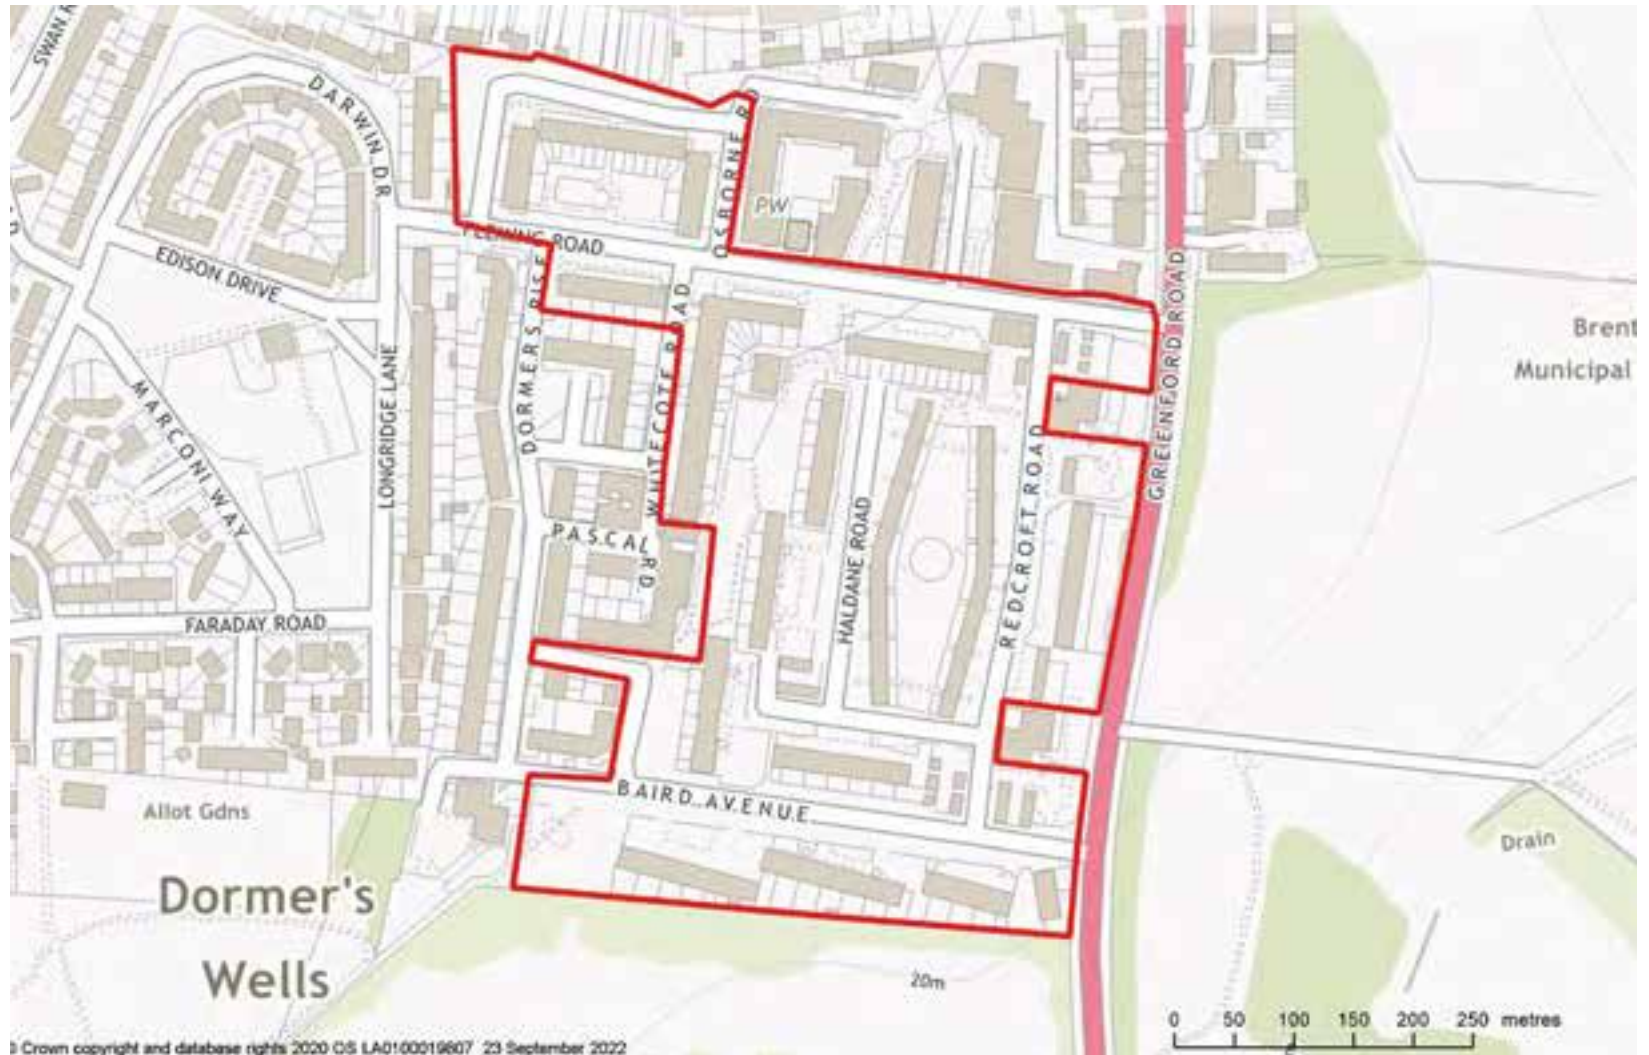 SWAN R
DARWIN DR
OSBORNE R
PW
FLEMING ROAD
EDISON DRIVE
DORMERS RISE
WHITECOTE ROAD
GREENFORD ROAD
Brent
Municipal
LONGRIDGE LANE
MARCONI WAY
HALDANE ROAD
REDCROFT ROAD
PASCAL RD
FARADAY ROAD
BAIRD AVENUE
Allot Gdns
Drain
Dormer's
Wells
20m
0 50 100 150 200 250 metres
© Crown copyright and database rights 2020 OS LA0100019807 23 September 2022